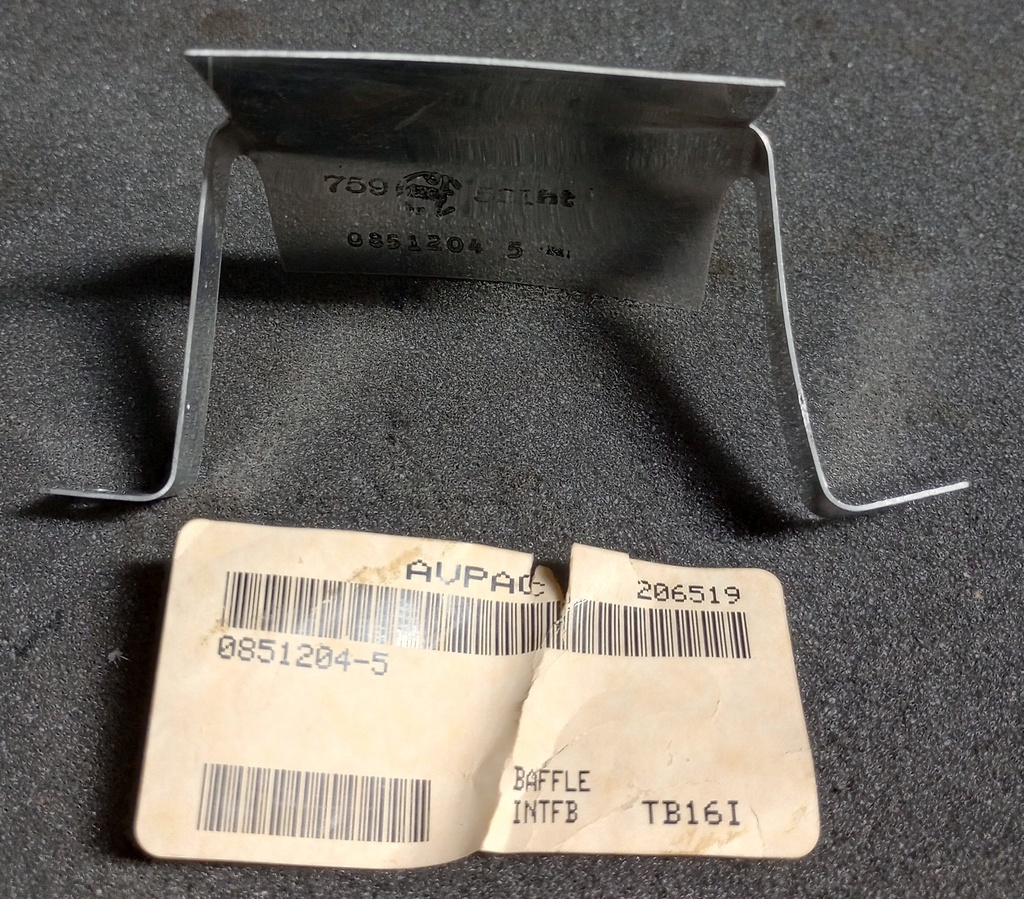 759
0851204 5
AVPAC
206519
0851204-5
BAFFLE
INTFB TB16I